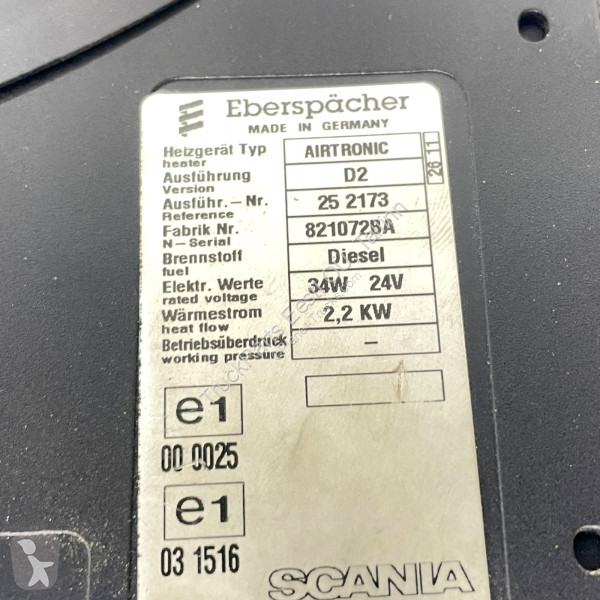 Eberspächer
MADE IN GERMANY
Heizgerät Typ AIRTRONIC
heater
Ausführung D2
Version
Ausführ.-Nr. 25 2173
Reference
Fabrik Nr. 8210728A
N-Serial
Brennstoff Diesel
fuel
Elektr. Werte 34W 24V
rated voltage
Wärmestrom 2,2 KW
heat flow
Betriebsüberdruck –
working pressure
26 11
e1
00 0025
e1
03 1516
SCANIA